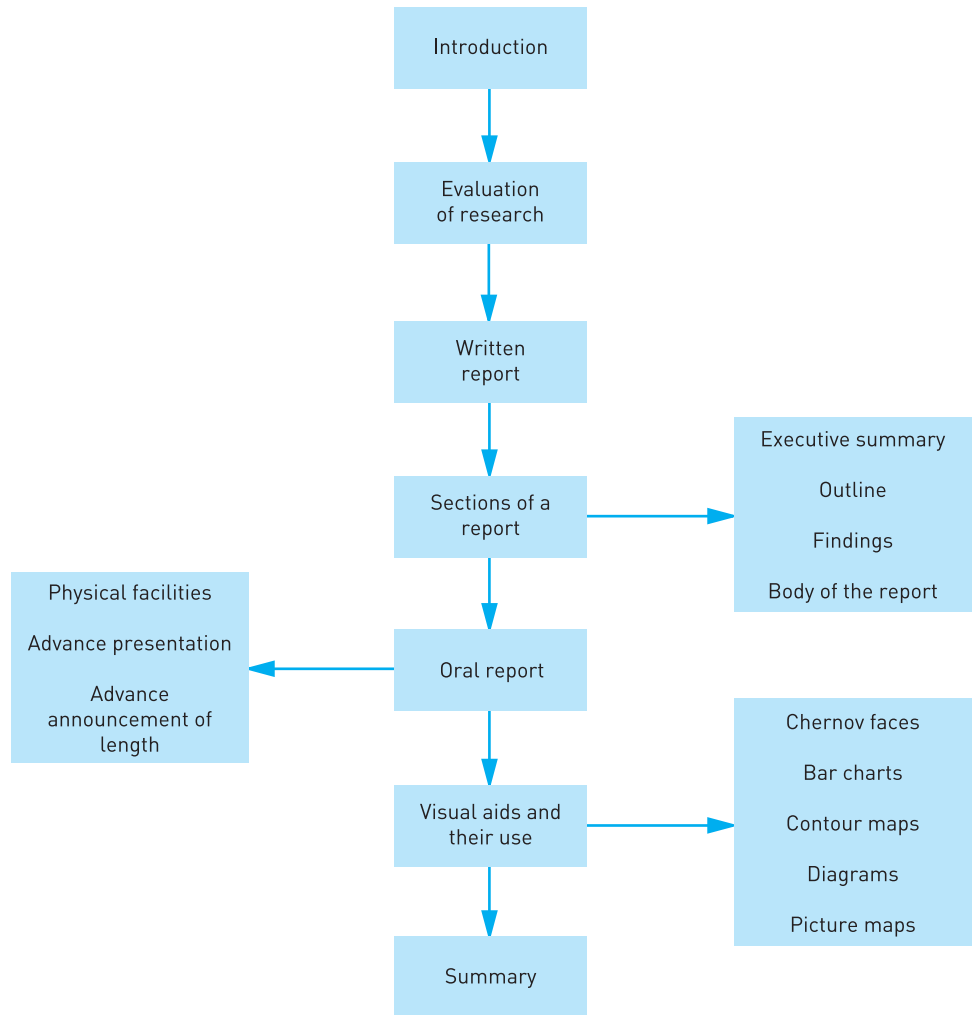 Introduction
Evaluation
of research
Written
report
Sections of a
report
Executive summary
Outline
Findings
Body of the report
Oral report
Physical facilities
Advance presentation
Advance
announcement of
length
Visual aids and
their use
Chernov faces
Bar charts
Contour maps
Diagrams
Picture maps
Summary